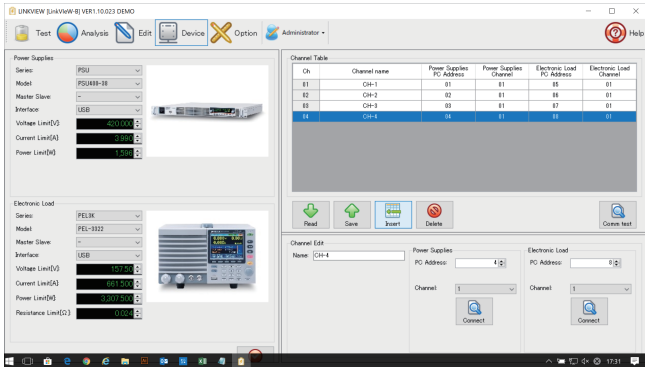 LINKVIEW [LinkView-B] VER1.10.023 DEMO
Test Analysis Edit Device Option Administrator Help
Power Supplies
Series: PSU
Model: PSU400-38
Master Slave: -
Interface: USB
Voltage Limit[V]: 420.000
Current Limit[A]: 3.990
Power Limit[W]: 1,596
Electronic Load
Series: PEL3K
Model: PEL-3322
Master Slave: -
Interface: USB
Voltage Limit[V]: 157.50
Current Limit[A]: 661.500
Power Limit[W]: 3,307.500
Resistance Limit[Ω]: 0.024
Channel Table
Ch Channel name Power Supplies PC Address Power Supplies Channel Electronic Load PC Address Electronic Load Channel
01 CH-1 01 01 05 01
02 CH-2 02 01 06 01
03 CH-3 03 01 07 01
04 CH-4 04 01 08 01
Read Save Insert Delete Comm test
Channel Edit
Name: CH-4
Power Supplies
PC Address: 4
Channel: 1
Connect
Electronic Load
PC Address: 8
Channel: 1
Connect
17:31